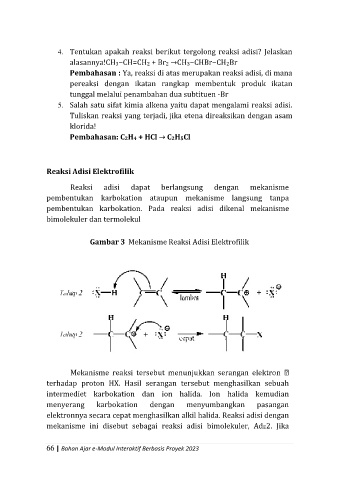 4. Tentukan apakah reaksi berikut tergolong reaksi adisi? Jelaskan
alasannya!CH₃−CH=CH₂ + Br₂ →CH₃−CHBr−CH₂Br
Pembahasan : Ya, reaksi di atas merupakan reaksi adisi, di mana
pereaksi dengan ikatan rangkap membentuk produk ikatan
tunggal melalui penambahan dua subtituen -Br
5. Salah satu sifat kimia alkena yaitu dapat mengalami reaksi adisi.
Tuliskan reaksi yang terjadi, jika etena direaksikan dengan asam
klorida!
Pembahasan: C₂H₄ + HCl → C₂H₅Cl
Reaksi Adisi Elektrofilik
Reaksi adisi dapat berlangsung dengan mekanisme
pembentukan karbokation ataupun mekanisme langsung tanpa
pembentukan karbokation. Pada reaksi adisi dikenal mekanisme
bimolekuler dan termolekul
Gambar 3 Mekanisme Reaksi Adisi Elektrofilik
H
Tahap 2 :X—H C=C lambat C—C⊕ + :X:⊖
H H
Tahap 2 C—C⊕ + :X:⊖ cepat C—C—X
Mekanisme reaksi tersebut menunjukkan serangan elektron
terhadap proton HX. Hasil serangan tersebut menghasilkan sebuah
intermediet karbokation dan ion halida. Ion halida kemudian
menyerang karbokation dengan menyumbangkan pasangan
elektronnya secara cepat menghasilkan alkil halida. Reaksi adisi dengan
mekanisme ini disebut sebagai reaksi adisi bimolekuler, AdE2. Jika
66 | Bahan Ajar e-Modul Interaktif Berbasis Proyek 2023